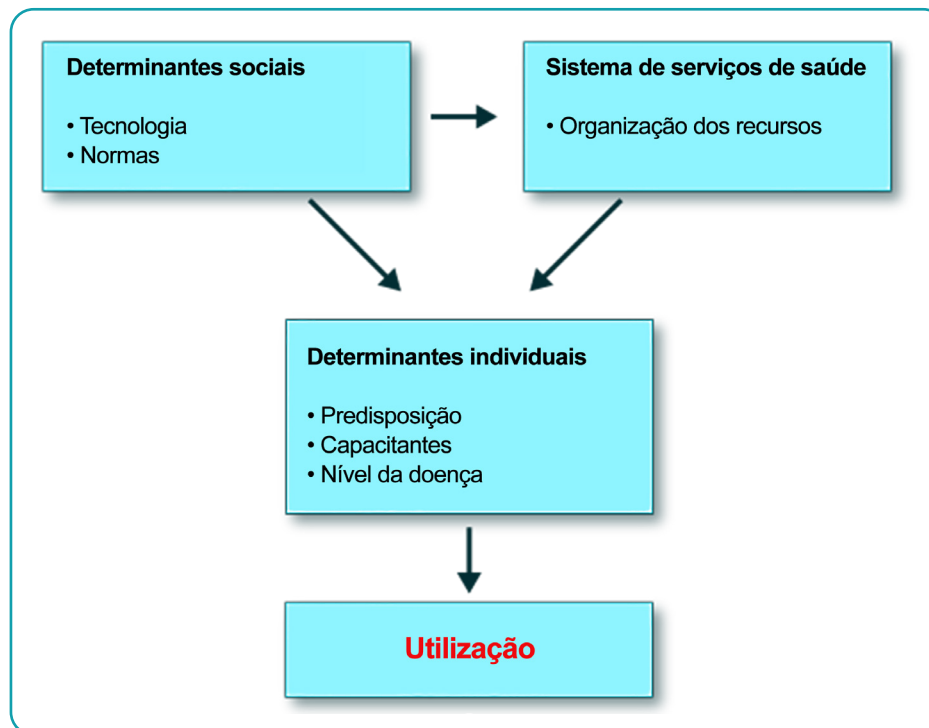 Determinantes sociais
• Tecnologia
• Normas
Sistema de serviços de saúde
• Organização dos recursos
Determinantes individuais
• Predisposição
• Capacitantes
• Nível da doença
Utilização